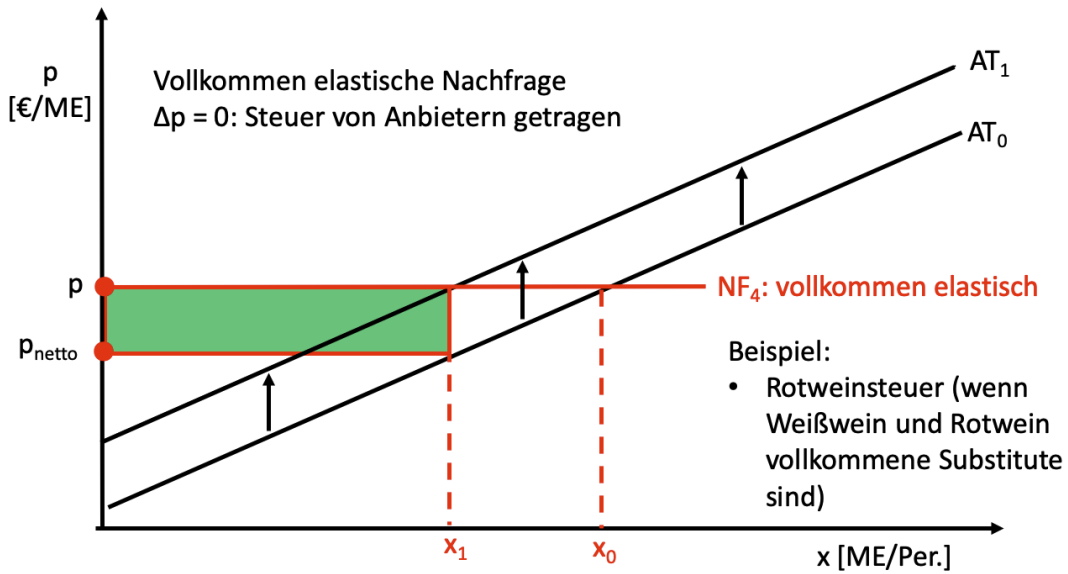 p
[€/ME]
Vollkommen elastische Nachfrage
Δp = 0: Steuer von Anbietern getragen
AT₁
AT₀
p
NF₄: vollkommen elastisch
p_netto
Beispiel:
• Rotweinsteuer (wenn
Weißwein und Rotwein
vollkommene Substitute
sind)
x₁
x₀
x [ME/Per.]